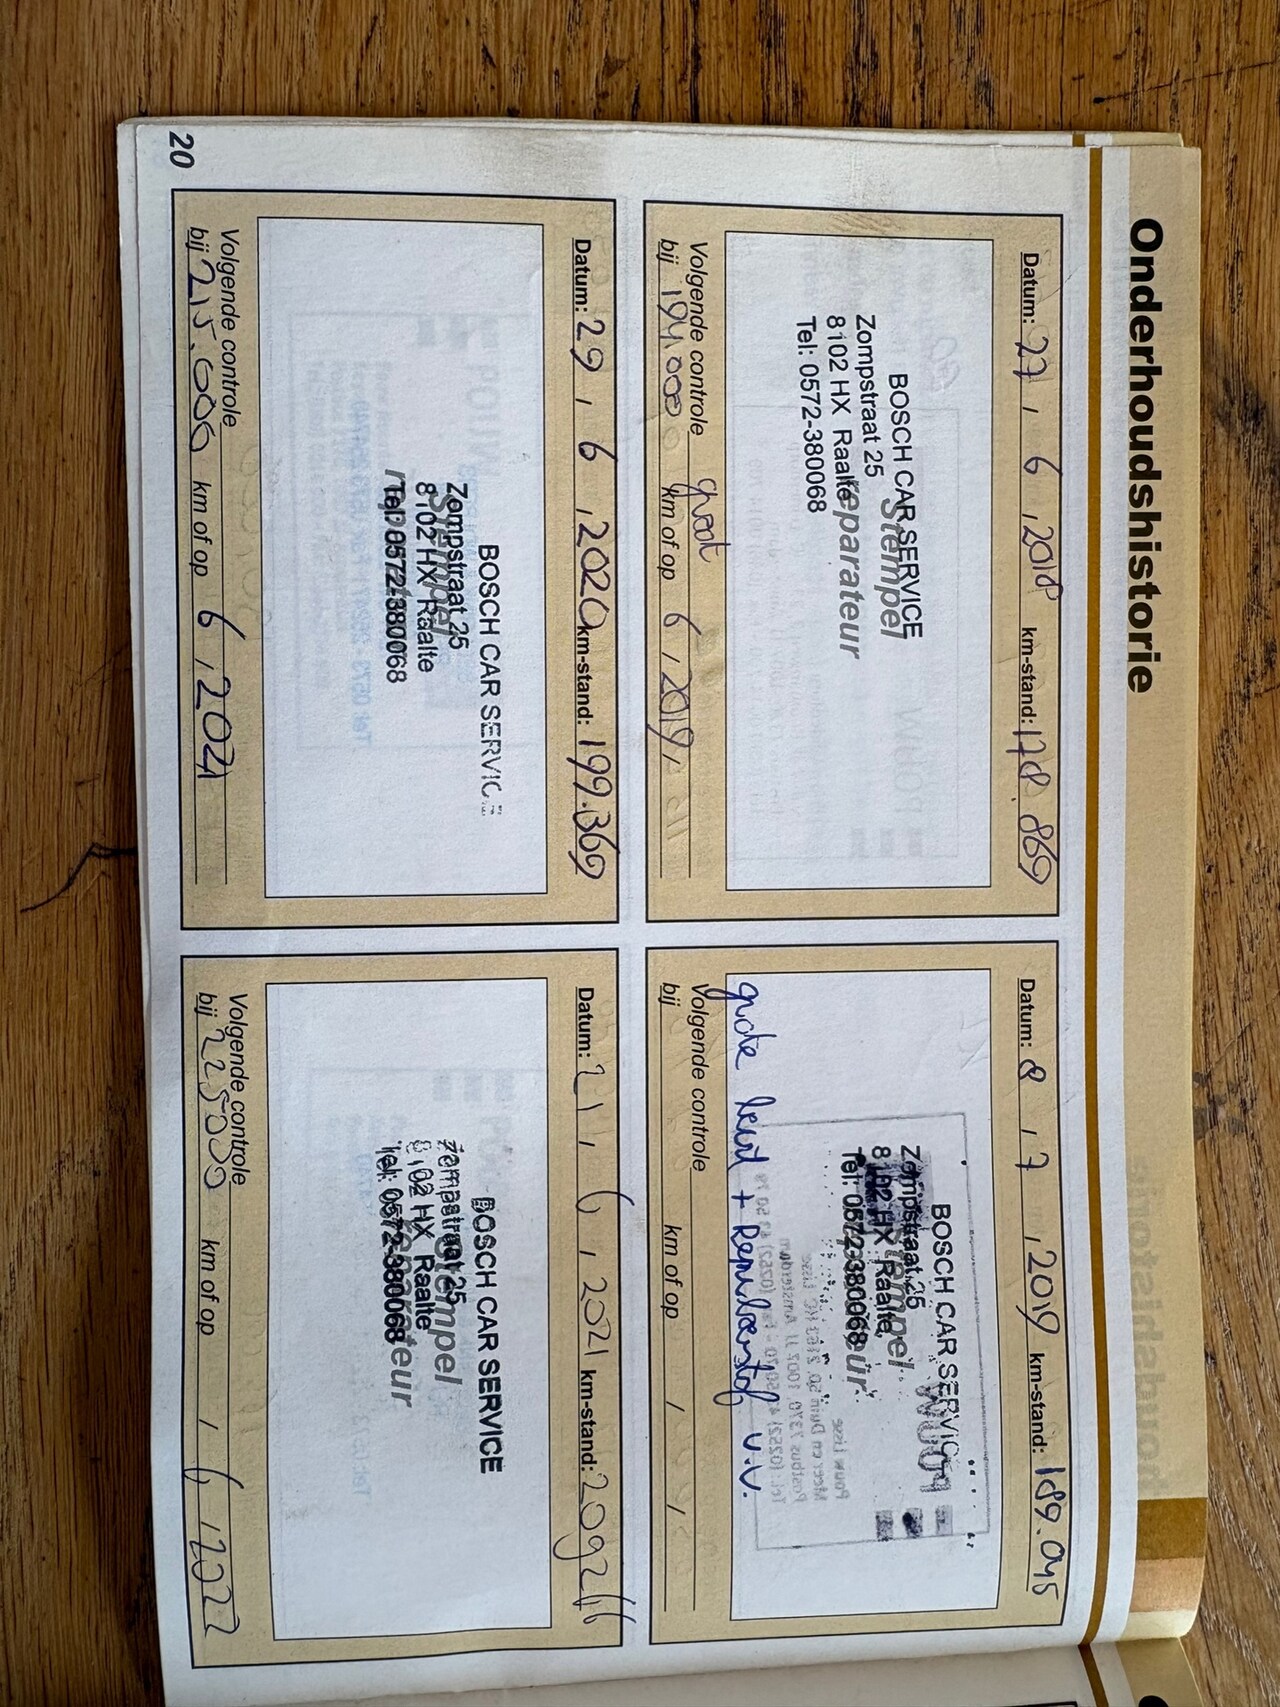 Onderhoudshistorie
Datum: 27, 6, 2018 km-stand: 178.869
BOSCH CAR SERVICE
Stempel
Zompstraat 25
8102 HX Raalte
reparateur
Tel: 0572-380068
Volgende controle groot
bij 194.000 km of op 6, 2019,
Datum: 8, 7, 2019 km-stand: 189.045
BOSCH CAR SERVICE
Stempel
Zompstraat 25
8102 HX Raalte
Tel: 0572-380068
grote beurt + v.v.
Volgende controle
bij km of op / /
Datum: 29, 6, 2020 km-stand: 199.369
BOSCH CAR SERVICE
Zompstraat 25
Stempel
8102 HX Raalte
Tel: 0572-380068
Volgende controle
bij 215.000 km of op 6, 2021
Datum: 21, 6, 2021 km-stand: 209246
BOSCH CAR SERVICE
Zompstraat 25
Stempel
8102 HX Raalte
reparateur
Tel: 0572-380068
Volgende controle
bij 225000 km of op / 6, 2022
20